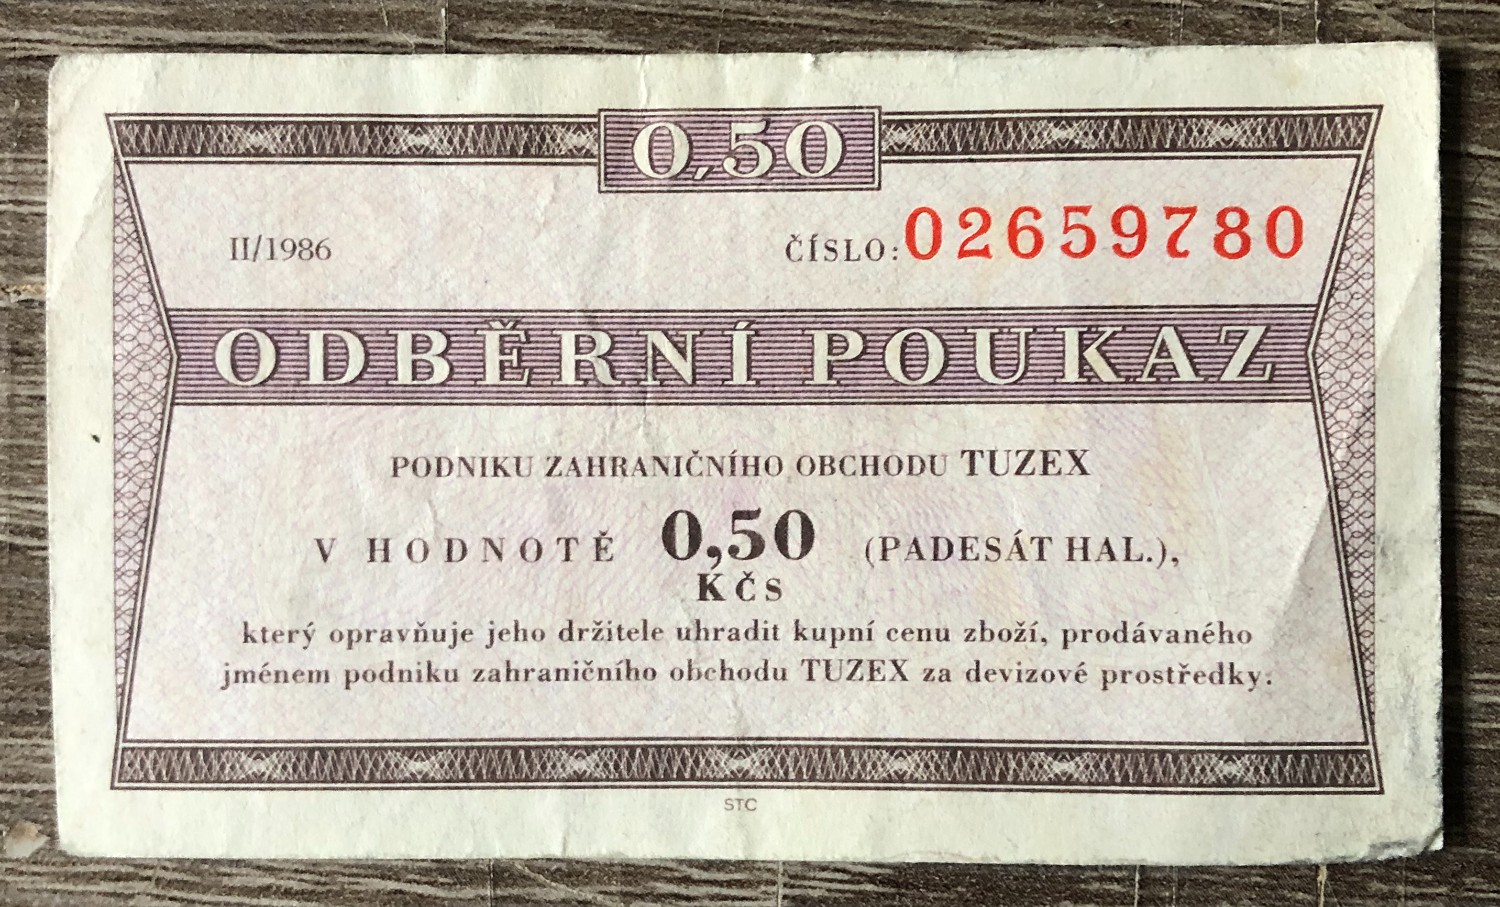 0,50
II/1986 ČÍSLO: 02659780
ODBĚRNÍ POUKAZ
PODNIKU ZAHRANIČNÍHO OBCHODU TUZEX
V HODNOTĚ 0,50 (PADESÁT HAL.),
KČS
který opravňuje jeho držitele uhradit kupní cenu zboží, prodávaného
jménem podniku zahraničního obchodu TUZEX za devizové prostředky.
STC